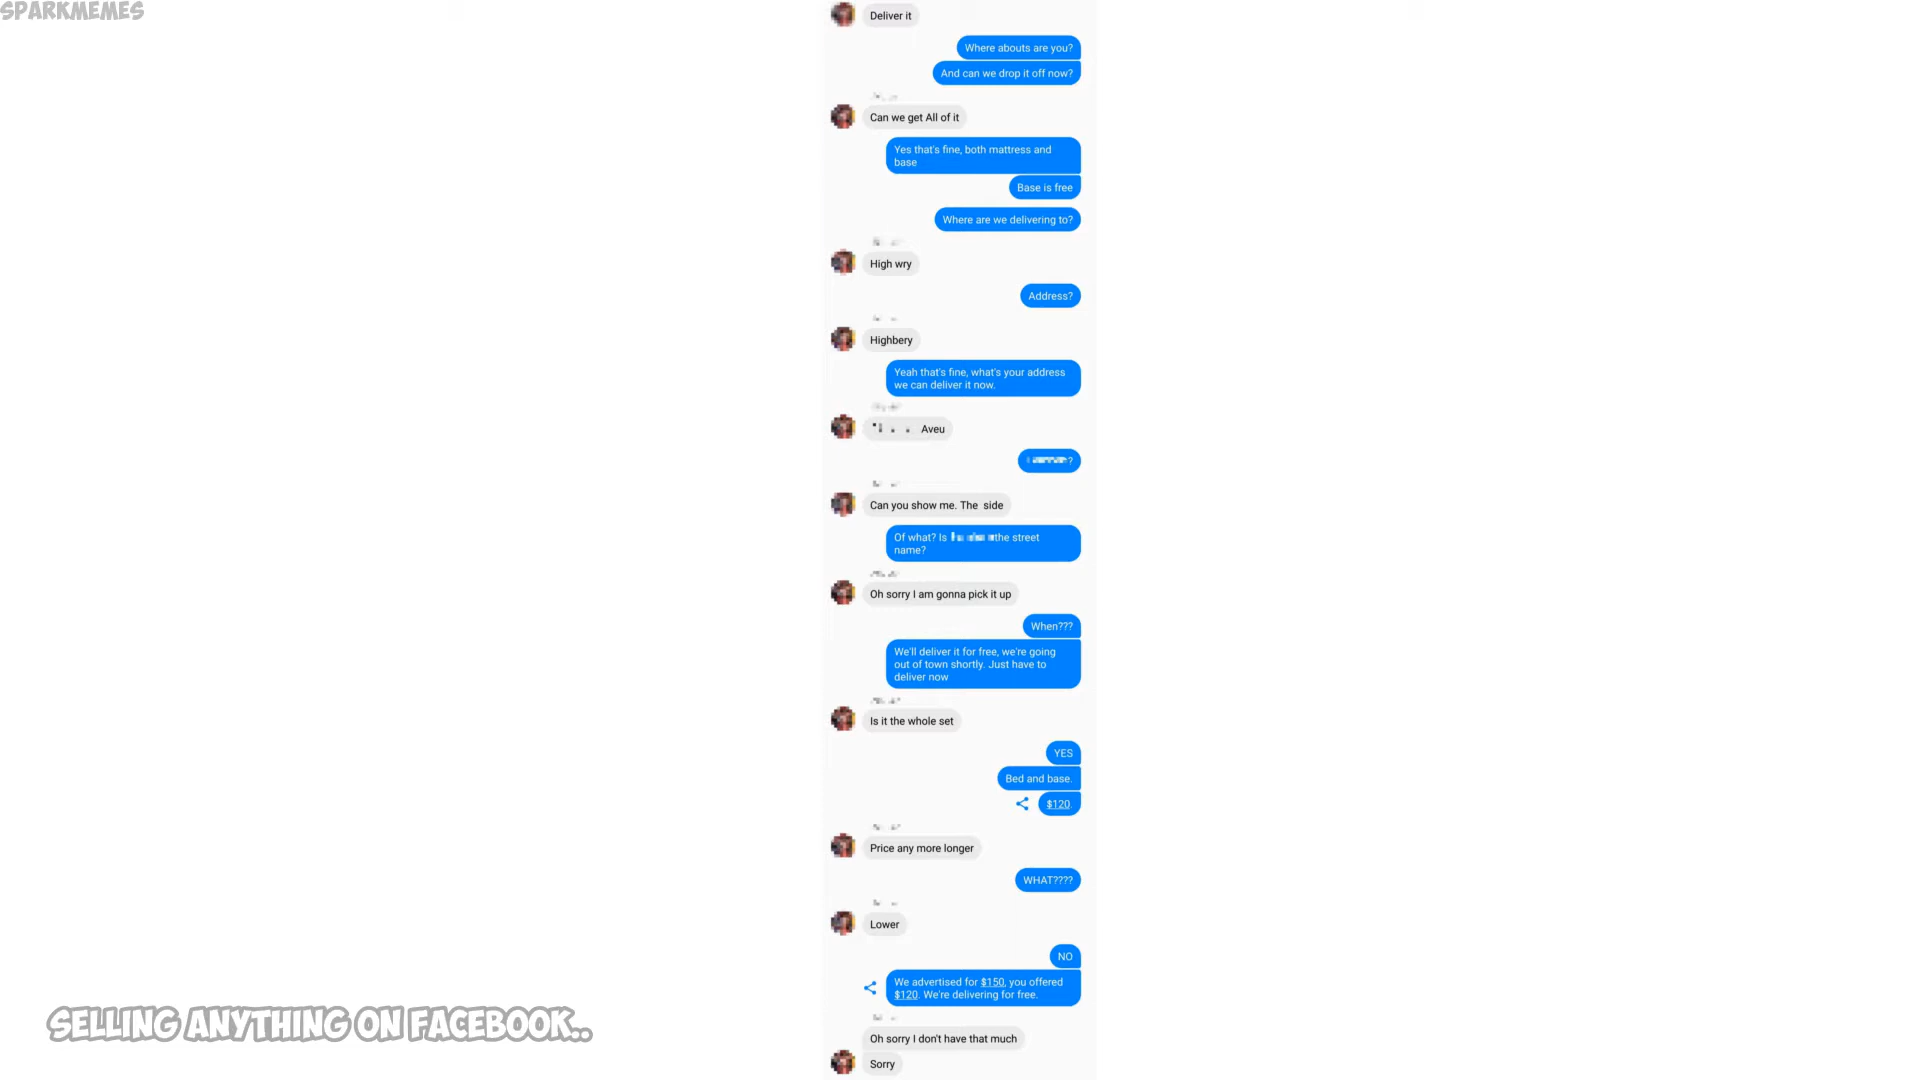 SPARKMEMES
Deliver it
Where abouts are you?
And can we drop it off now?
Can we get All of it
Yes that's fine, both mattress and
base
Base is free
Where are we delivering to?
High wry
Address?
Highbery
Yeah that's fine, what's your address
we can deliver it now.
Aveu
?
Can you show me. The side
Of what? Is the street
name?
Oh sorry I am gonna pick it up
When???
We'll deliver it for free, we're going
out of town shortly. Just have to
deliver now
Is it the whole set
YES
Bed and base.
$120.
Price any more longer
WHAT????
Lower
NO
We advertised for $150, you offered
$120. We're delivering for free.
Oh sorry I don't have that much
Sorry
SELLING ANYTHING ON FACEBOOK..